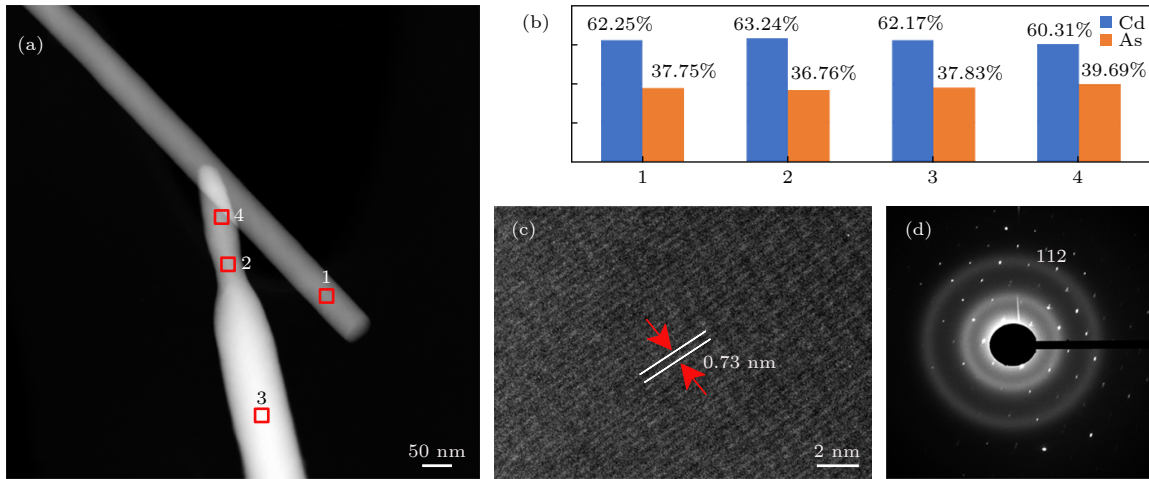 (a)
4
2
1
3
50 nm
(b)
62.25%
63.24%
62.17%
60.31%
Cd
As
37.75%
36.76%
37.83%
39.69%
1
2
3
4
(c)
0.73 nm
2 nm
(d)
112